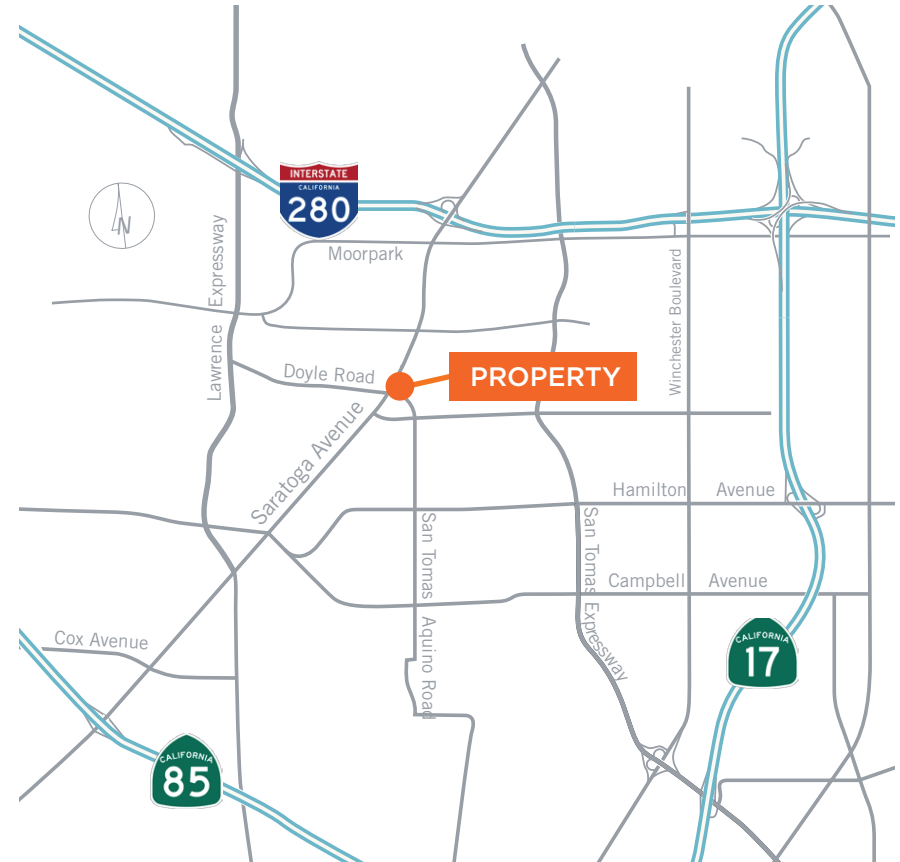 INTERSTATE
CALIFORNIA
280
N
Moorpark
Lawrence Expressway
Winchester Boulevard
Doyle Road
PROPERTY
Saratoga Avenue
Hamilton Avenue
San Tomas Aquino Road
San Tomas Expressway
Campbell Avenue
Cox Avenue
CALIFORNIA
17
CALIFORNIA
85